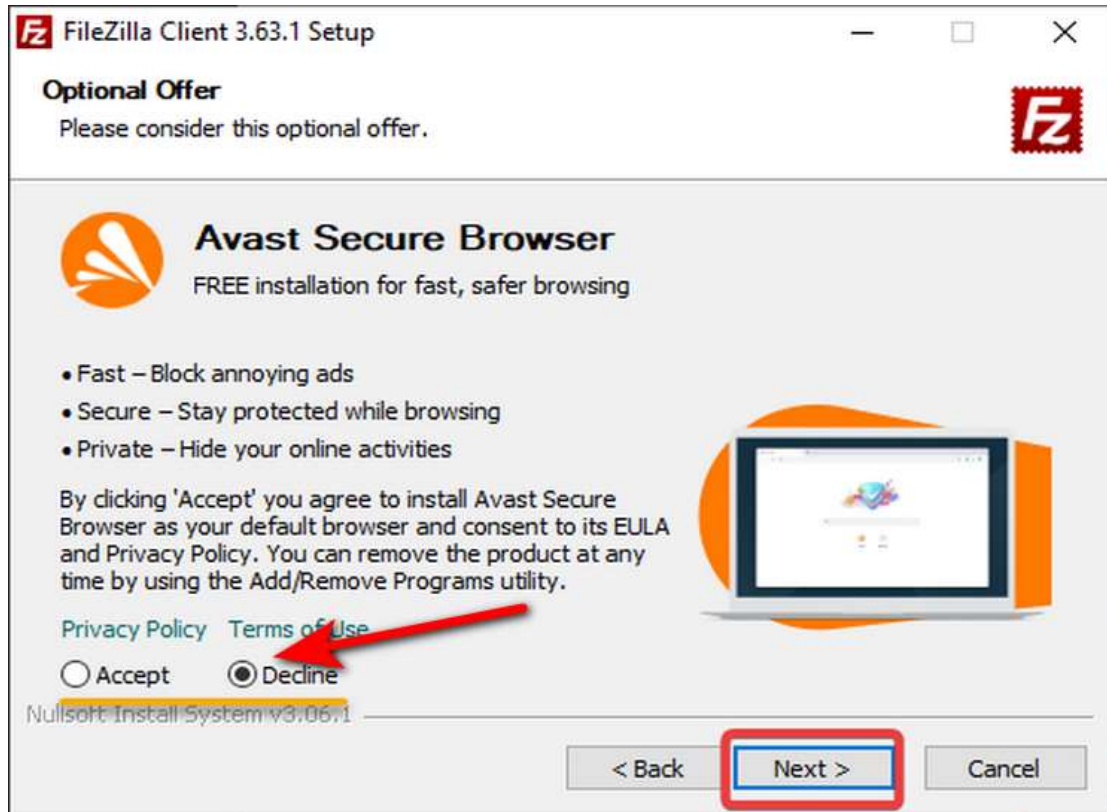 FileZilla Client 3.63.1 Setup
Optional Offer
Please consider this optional offer.
Fz
Avast Secure Browser
FREE installation for fast, safer browsing
• Fast – Block annoying ads
• Secure – Stay protected while browsing
• Private – Hide your online activities
By clicking 'Accept' you agree to install Avast Secure
Browser as your default browser and consent to its EULA
and Privacy Policy. You can remove the product at any
time by using the Add/Remove Programs utility.
Privacy Policy Terms of Use
Accept Decline
Nullsoft Install System v3.06.1
< Back Next > Cancel